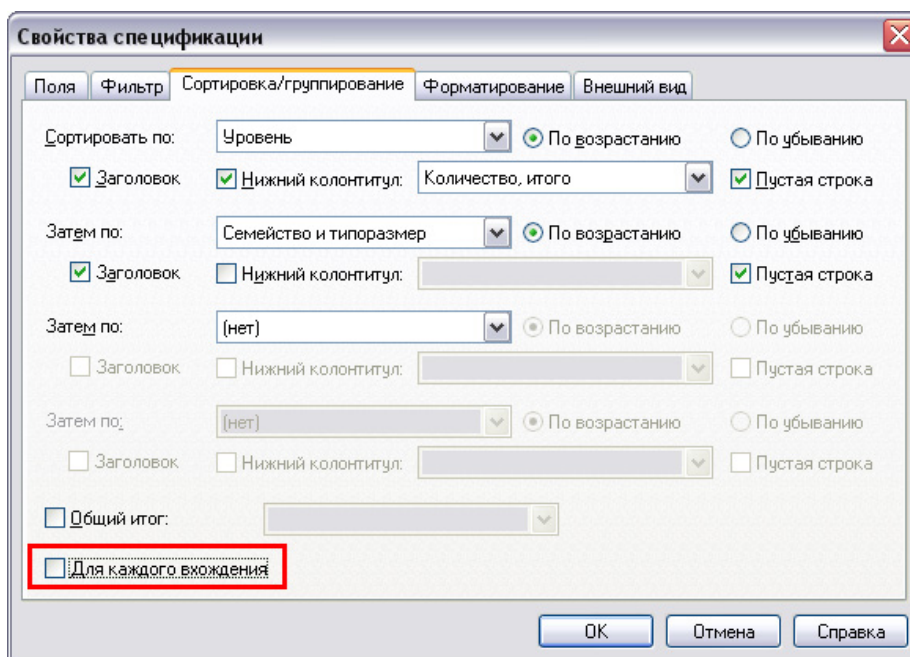 Свойства спецификации
Поля Фильтр Сортировка/группирование Форматирование Внешний вид
Сортировать по: Уровень По возрастанию По убыванию
Заголовок Нижний колонтитул: Количество, итого Пустая строка
Затем по: Семейство и типоразмер По возрастанию По убыванию
Заголовок Нижний колонтитул: Пустая строка
Затем по: (нет) По возрастанию По убыванию
Заголовок Нижний колонтитул: Пустая строка
Затем по: (нет) По возрастанию По убыванию
Заголовок Нижний колонтитул: Пустая строка
Общий итог:
Для каждого вхождения
OK Отмена Справка